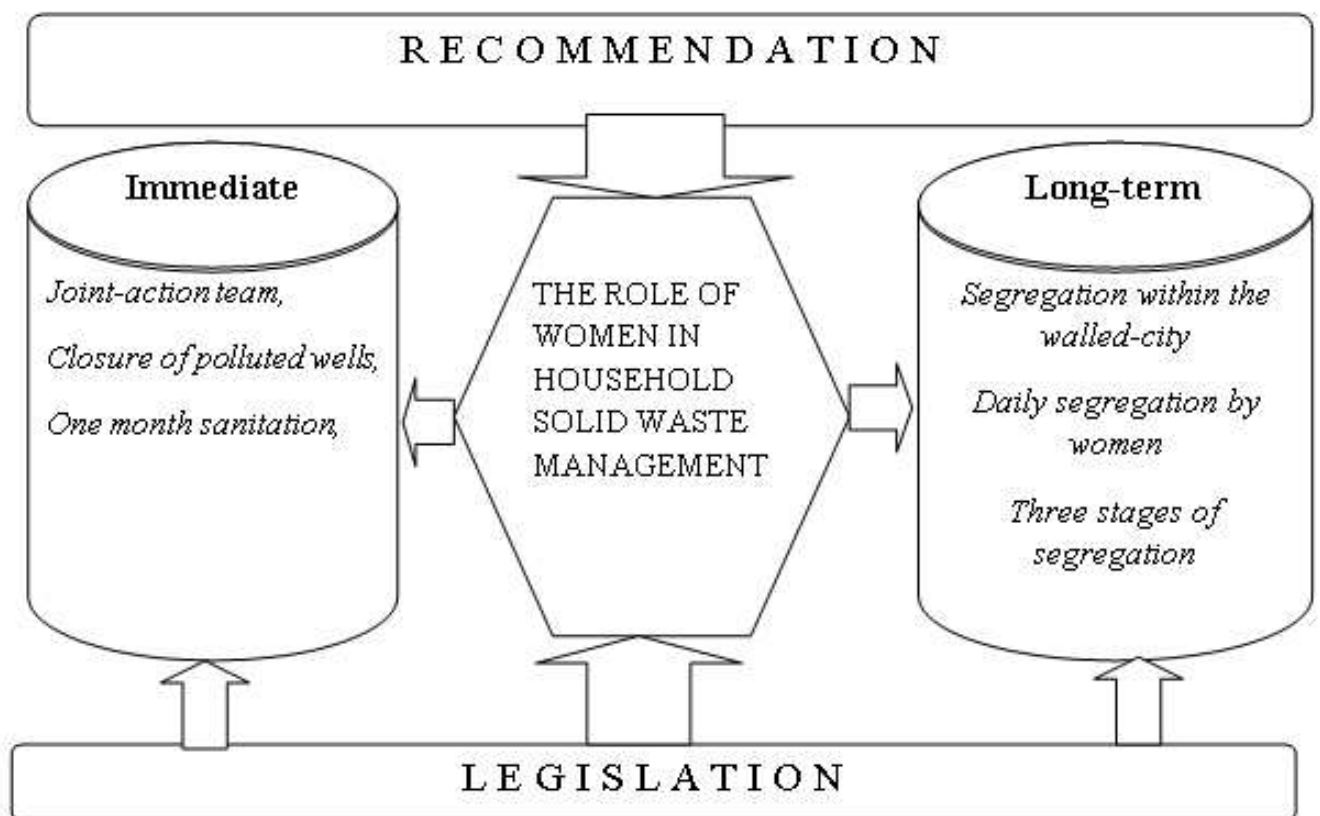 RECOMMENDATION
Immediate
Joint-action team,
Closure of polluted wells,
One month sanitation,
THE ROLE OF
WOMEN IN
HOUSEHOLD
SOLID WASTE
MANAGEMENT
Long-term
Segregation within the
walled-city
Daily segregation by
women
Three stages of
segregation
LEGISLATION